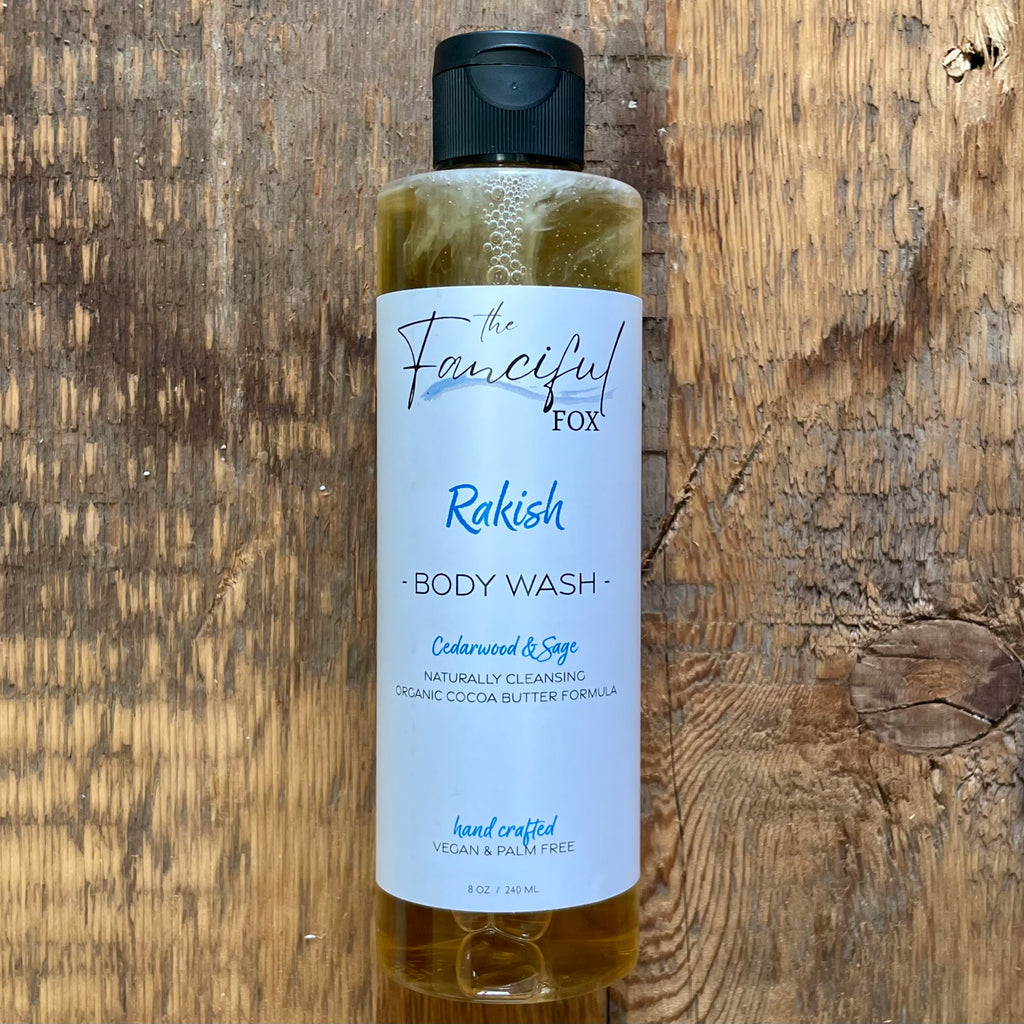 the
Fanciful
FOX
Rakish
- BODY WASH -
Cedarwood & Sage
NATURALLY CLEANSING
ORGANIC COCOA BUTTER FORMULA
hand crafted
VEGAN & PALM FREE
8 OZ / 240 ML